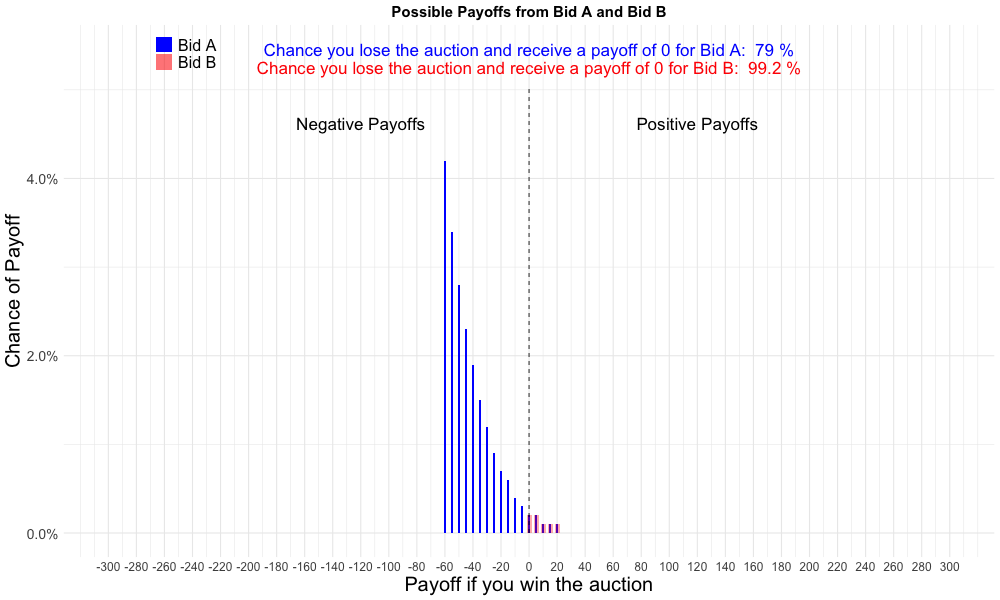 Possible Payoffs from Bid A and Bid B
Bid A
Bid B
Chance you lose the auction and receive a payoff of 0 for Bid A:  79 %
Chance you lose the auction and receive a payoff of 0 for Bid B:  99.2 %
Negative Payoffs
Positive Payoffs
Chance of Payoff
4.0%
2.0%
0.0%
-300 -280 -260 -240 -220 -200 -180 -160 -140 -120 -100 -80 -60 -40 -20 0 20 40 60 80 100 120 140 160 180 200 220 240 260 280 300
Payoff if you win the auction